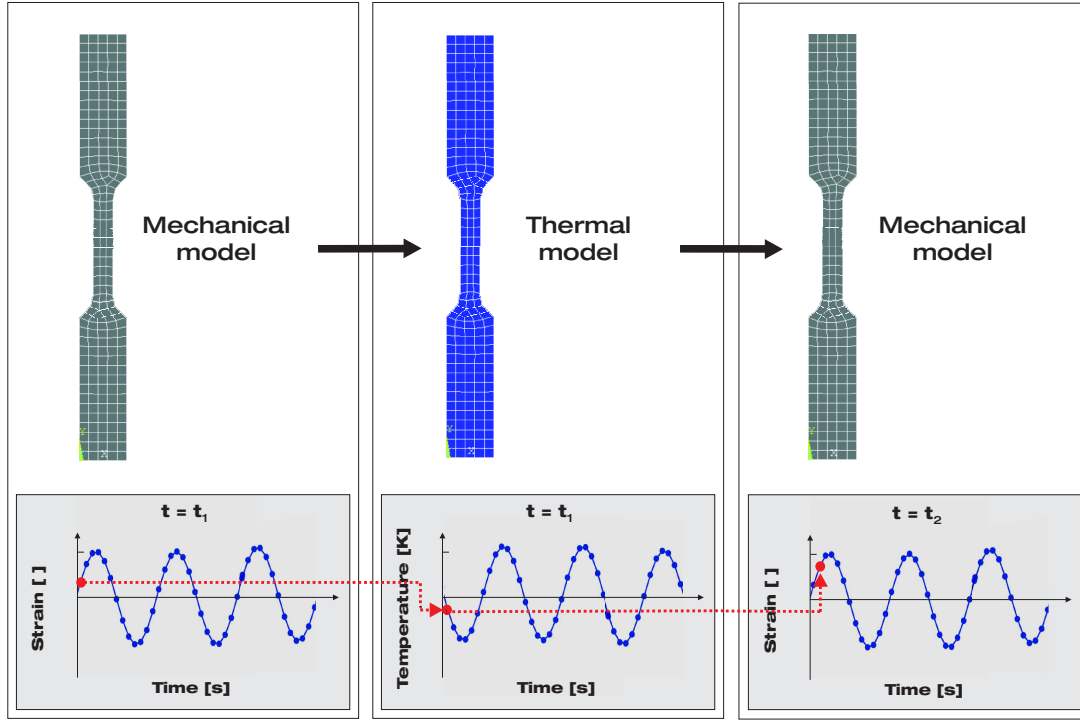 Mechanical
model
Y
X
t = t1
Strain [ ]
Time [s]
Thermal
model
Y
X
t = t1
Temperature [K]
Time [s]
Mechanical
model
Y
X
t = t2
Strain [ ]
Time [s]